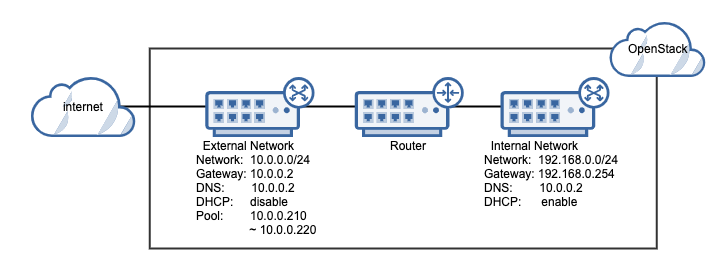 OpenStack
internet
External Network
Network: 10.0.0.0/24
Gateway: 10.0.0.2
DNS: 10.0.0.2
DHCP: disable
Pool: 10.0.0.210
~ 10.0.0.220
Router
Internal Network
Network: 192.168.0.0/24
Gateway: 192.168.0.254
DNS: 10.0.0.2
DHCP: enable